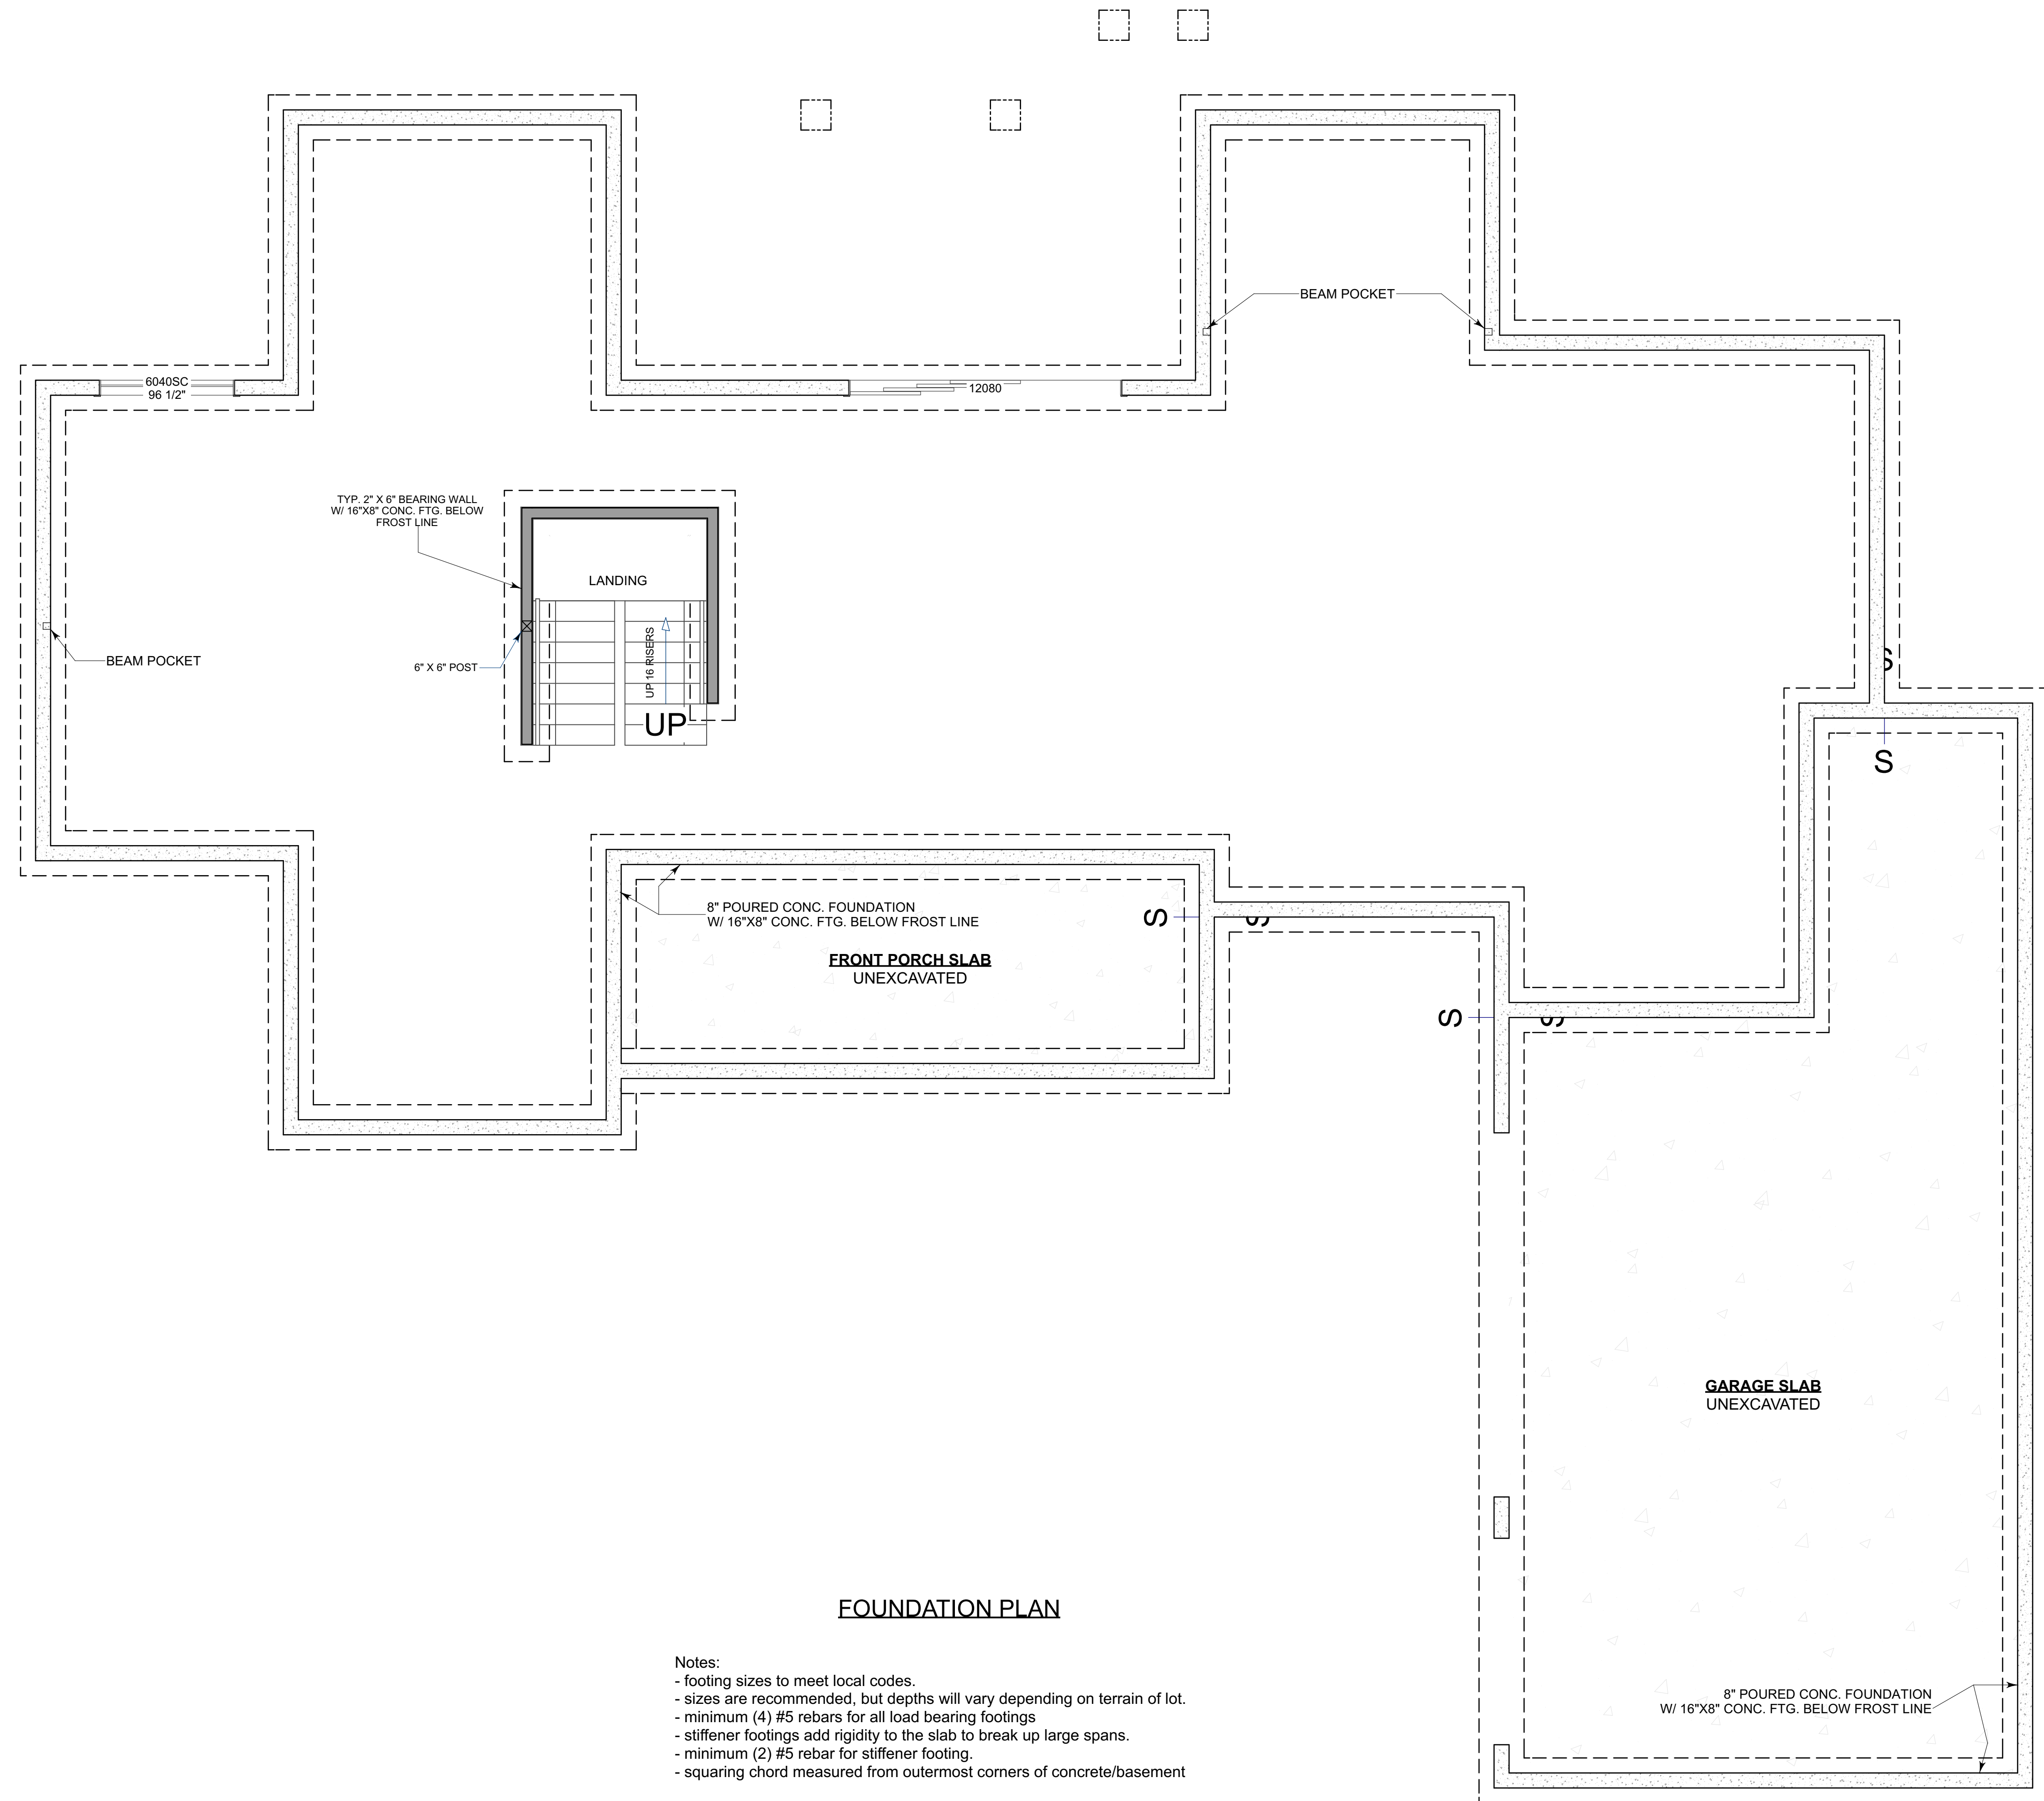 BEAM POCKET
6040SC
96 1/2"
12080
TYP. 2" X 6" BEARING WALL
W/ 16"X8" CONC. FTG. BELOW
FROST LINE
LANDING
UP 16 RISERS
BEAM POCKET
6" X 6" POST
S
UP
S
8" POURED CONC. FOUNDATION
W/ 16"X8" CONC. FTG. BELOW FROST LINE
S
S
FRONT PORCH SLAB
UNEXCAVATED
S
S
GARAGE SLAB
UNEXCAVATED
FOUNDATION PLAN
Notes:
- footing sizes to meet local codes.
- sizes are recommended, but depths will vary depending on terrain of lot.
- minimum (4) #5 rebars for all load bearing footings
- stiffener footings add rigidity to the slab to break up large spans.
- minimum (2) #5 rebar for stiffener footing.
- squaring chord measured from outermost corners of concrete/basement
8" POURED CONC. FOUNDATION
W/ 16"X8" CONC. FTG. BELOW FROST LINE